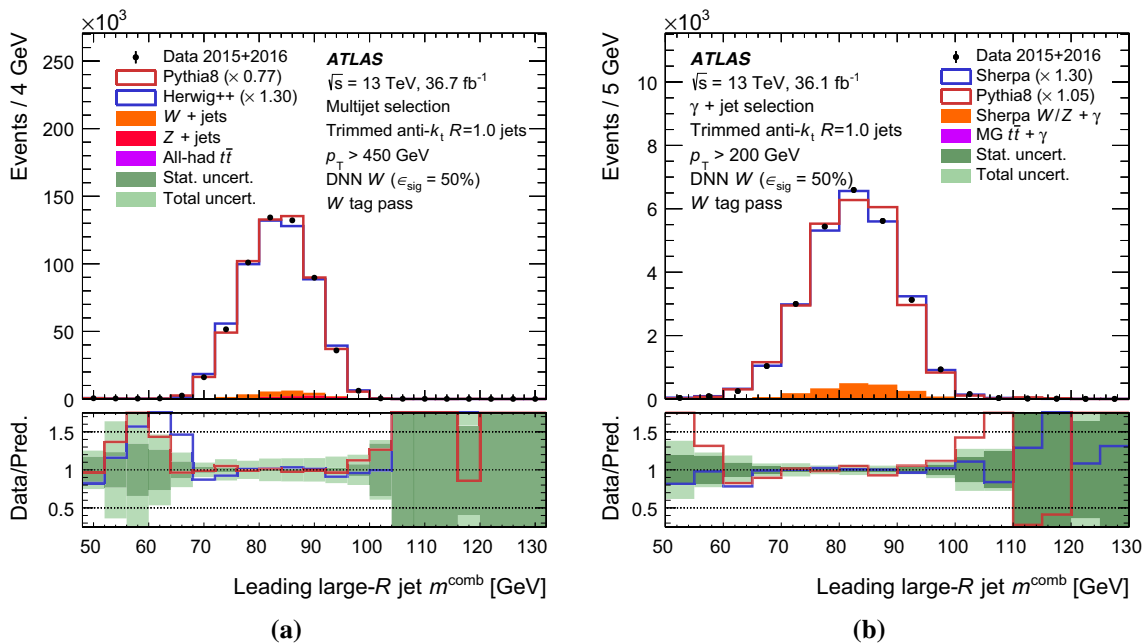 ×10³
Events / 4 GeV
250
200
150
100
50
0
Data 2015+2016
Pythia8 (× 0.77)
Herwig++ (× 1.30)
W + jets
Z + jets
All-had tt̄
Stat. uncert.
Total uncert.
ATLAS
√s = 13 TeV, 36.7 fb⁻¹
Multijet selection
Trimmed anti-kₜ R=1.0 jets
p_T > 450 GeV
DNN W (ϵ_sig = 50%)
W tag pass
Data/Pred.
1.5
1
0.5
50 60 70 80 90 100 110 120 130
Leading large-R jet m^comb [GeV]
(a)
×10³
Events / 5 GeV
10
8
6
4
2
0
ATLAS
√s = 13 TeV, 36.1 fb⁻¹
γ + jet selection
Trimmed anti-kₜ R=1.0 jets
p_T > 200 GeV
DNN W (ϵ_sig = 50%)
W tag pass
Data 2015+2016
Sherpa (× 1.30)
Pythia8 (× 1.05)
Sherpa W/Z + γ
MG tt̄ + γ
Stat. uncert.
Total uncert.
Data/Pred.
1.5
1
0.5
50 60 70 80 90 100 110 120 130
Leading large-R jet m^comb [GeV]
(b)